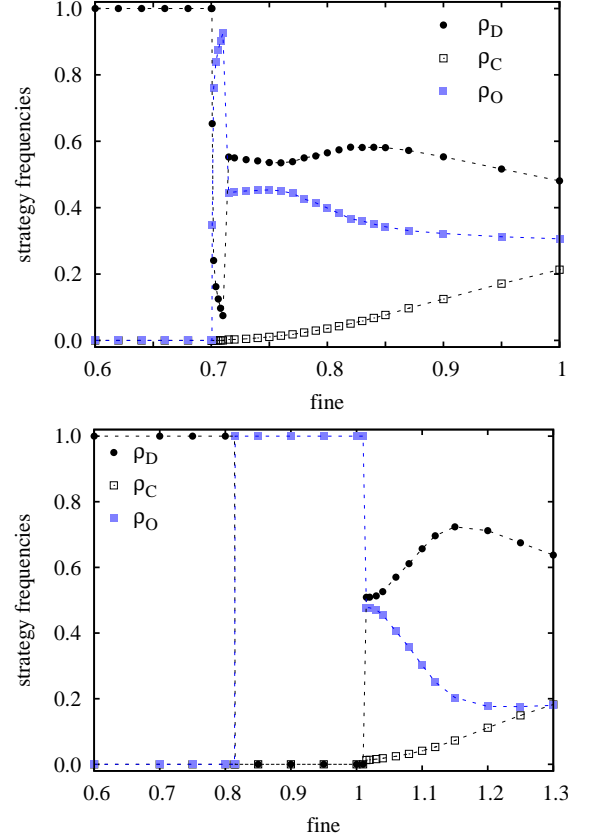 1.0
0.8
0.6
0.4
0.2
0.0
strategy frequencies
ρD
ρC
ρO
0.6 0.7 0.8 0.9 1
fine
1.0
0.8
0.6
0.4
0.2
0.0
strategy frequencies
ρD
ρC
ρO
0.6 0.7 0.8 0.9 1 1.1 1.2 1.3
fine